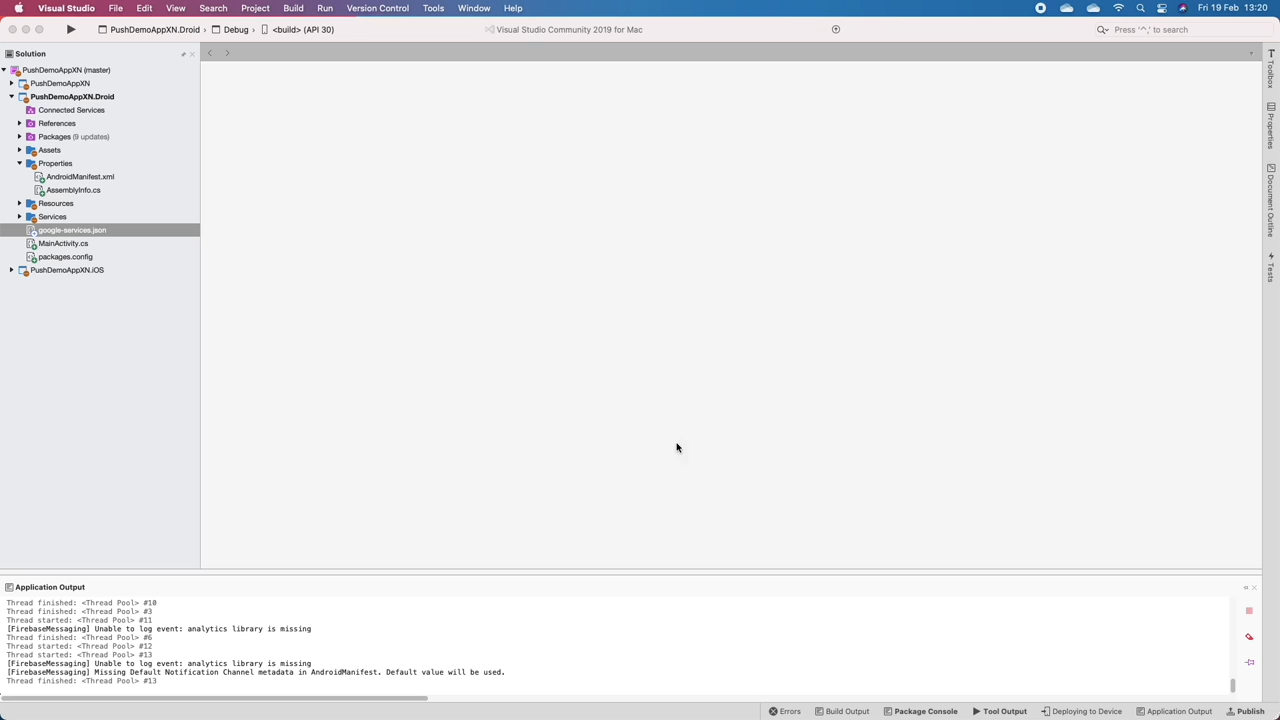 Visual Studio File Edit View Search Project Build Run Version Control Tools Window Help Fri 19 Feb 13:20
PushDemoAppXN.Droid › Debug › <build> (API 30) Visual Studio Community 2019 for Mac Press '^,' to search
Solution
PushDemoAppXN (master)
PushDemoAppXN
PushDemoAppXN.Droid
Connected Services
References
Packages (9 updates)
Assets
Properties
AndroidManifest.xml
AssemblyInfo.cs
Resources
Services
google-services.json
MainActivity.cs
packages.config
PushDemoAppXN.iOS
Toolbox
Properties
Document Outline
Tests
Application Output
Thread finished: <Thread Pool> #10
Thread finished: <Thread Pool> #3
Thread started: <Thread Pool> #11
[FirebaseMessaging] Unable to log event: analytics library is missing
Thread finished: <Thread Pool> #6
Thread started: <Thread Pool> #12
Thread started: <Thread Pool> #13
[FirebaseMessaging] Unable to log event: analytics library is missing
[FirebaseMessaging] Missing Default Notification Channel metadata in AndroidManifest. Default value will be used.
Thread finished: <Thread Pool> #13
Errors Build Output Package Console Tool Output Deploying to Device Application Output Publish